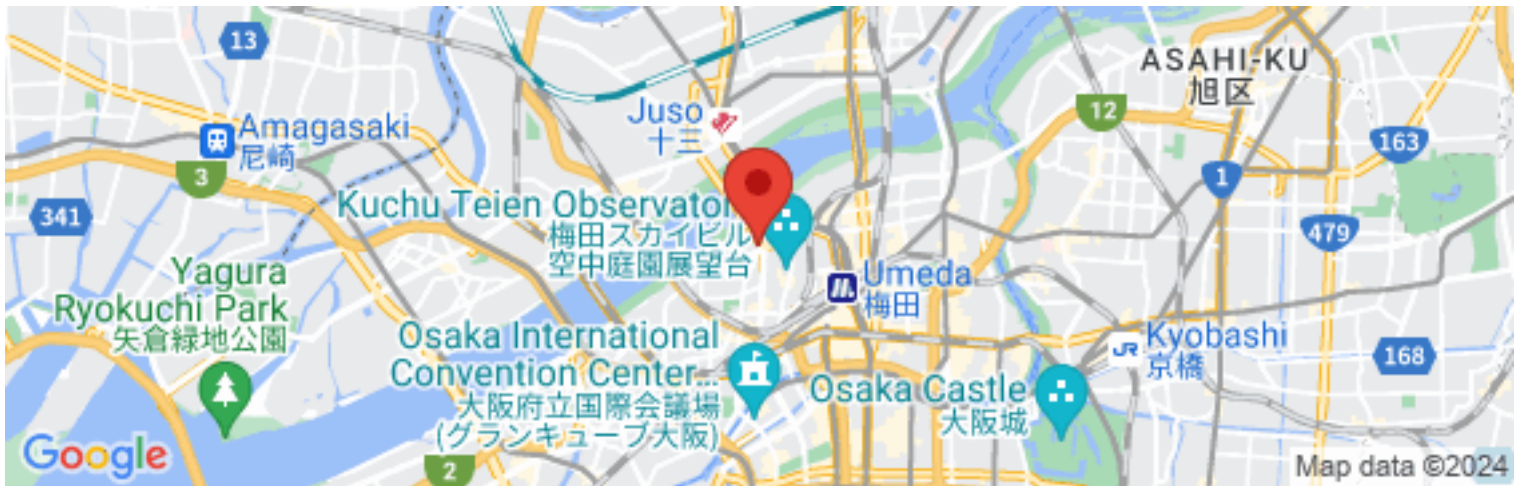 13
ASAHI-KU
旭区
Juso
十三
12
Amagasaki
尼崎
163
3
1
341
Kuchu Teien Observator
梅田スカイビル
空中庭園展望台
479
Yagura
Ryokuchi Park
矢倉緑地公園
Umeda
梅田
Osaka International
Convention Center...
大阪府立国際会議場
(グランキューブ大阪)
Kyobashi
京橋
JR
168
Osaka Castle
大阪城
Google
2
Map data ©2024